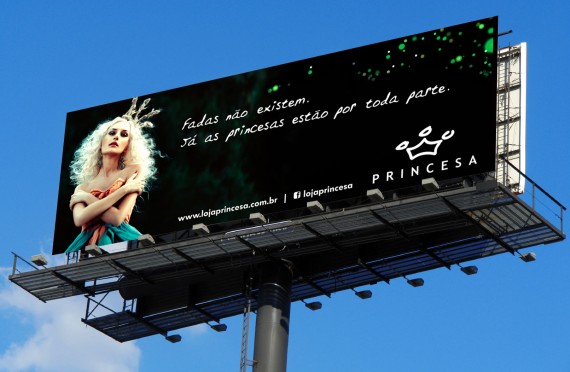 Fadas não existem.
Já as princesas estão por toda parte.
PRINCESA
www.lojaprincesa.com.br | f lojaprincesa